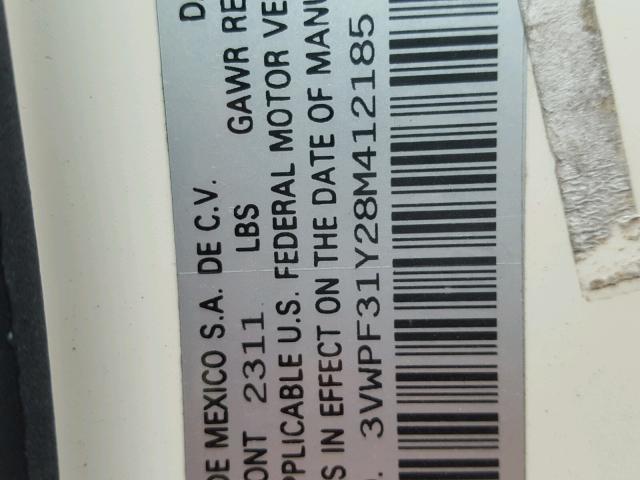 DE MEXICO S.A. DE C.V.
ONT 2311 LBS GAWR RE
PPLICABLE U.S. FEDERAL MOTOR VE
S IN EFFECT ON THE DATE OF MANU
3VWPF31Y28M412185